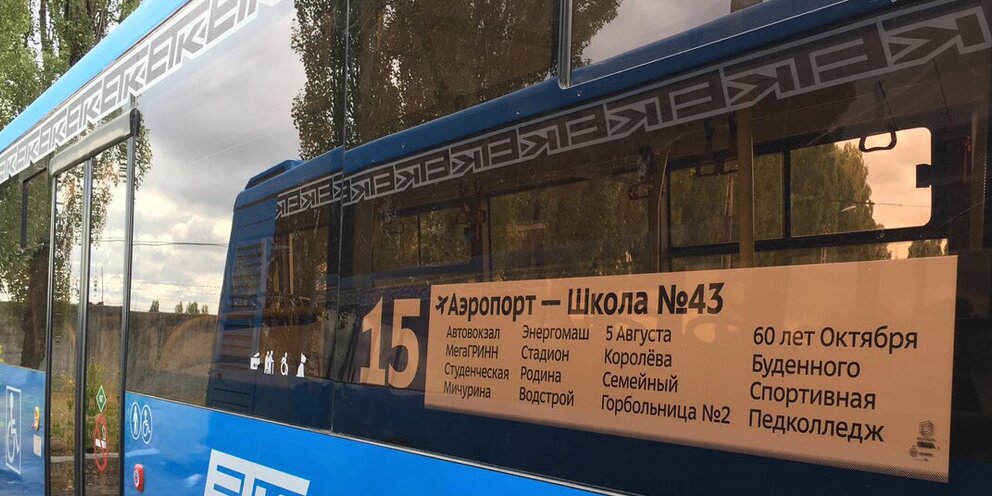 15
Аэропорт — Школа №43
Автовокзал
МегаГРИНН
Студенческая
Мичурина
Энергомаш
Стадион
Родина
Водстрой
5 Августа
Королёва
Семейный
Горбольница №2
60 лет Октября
Буденного
Спортивная
Педколледж
ЕТК